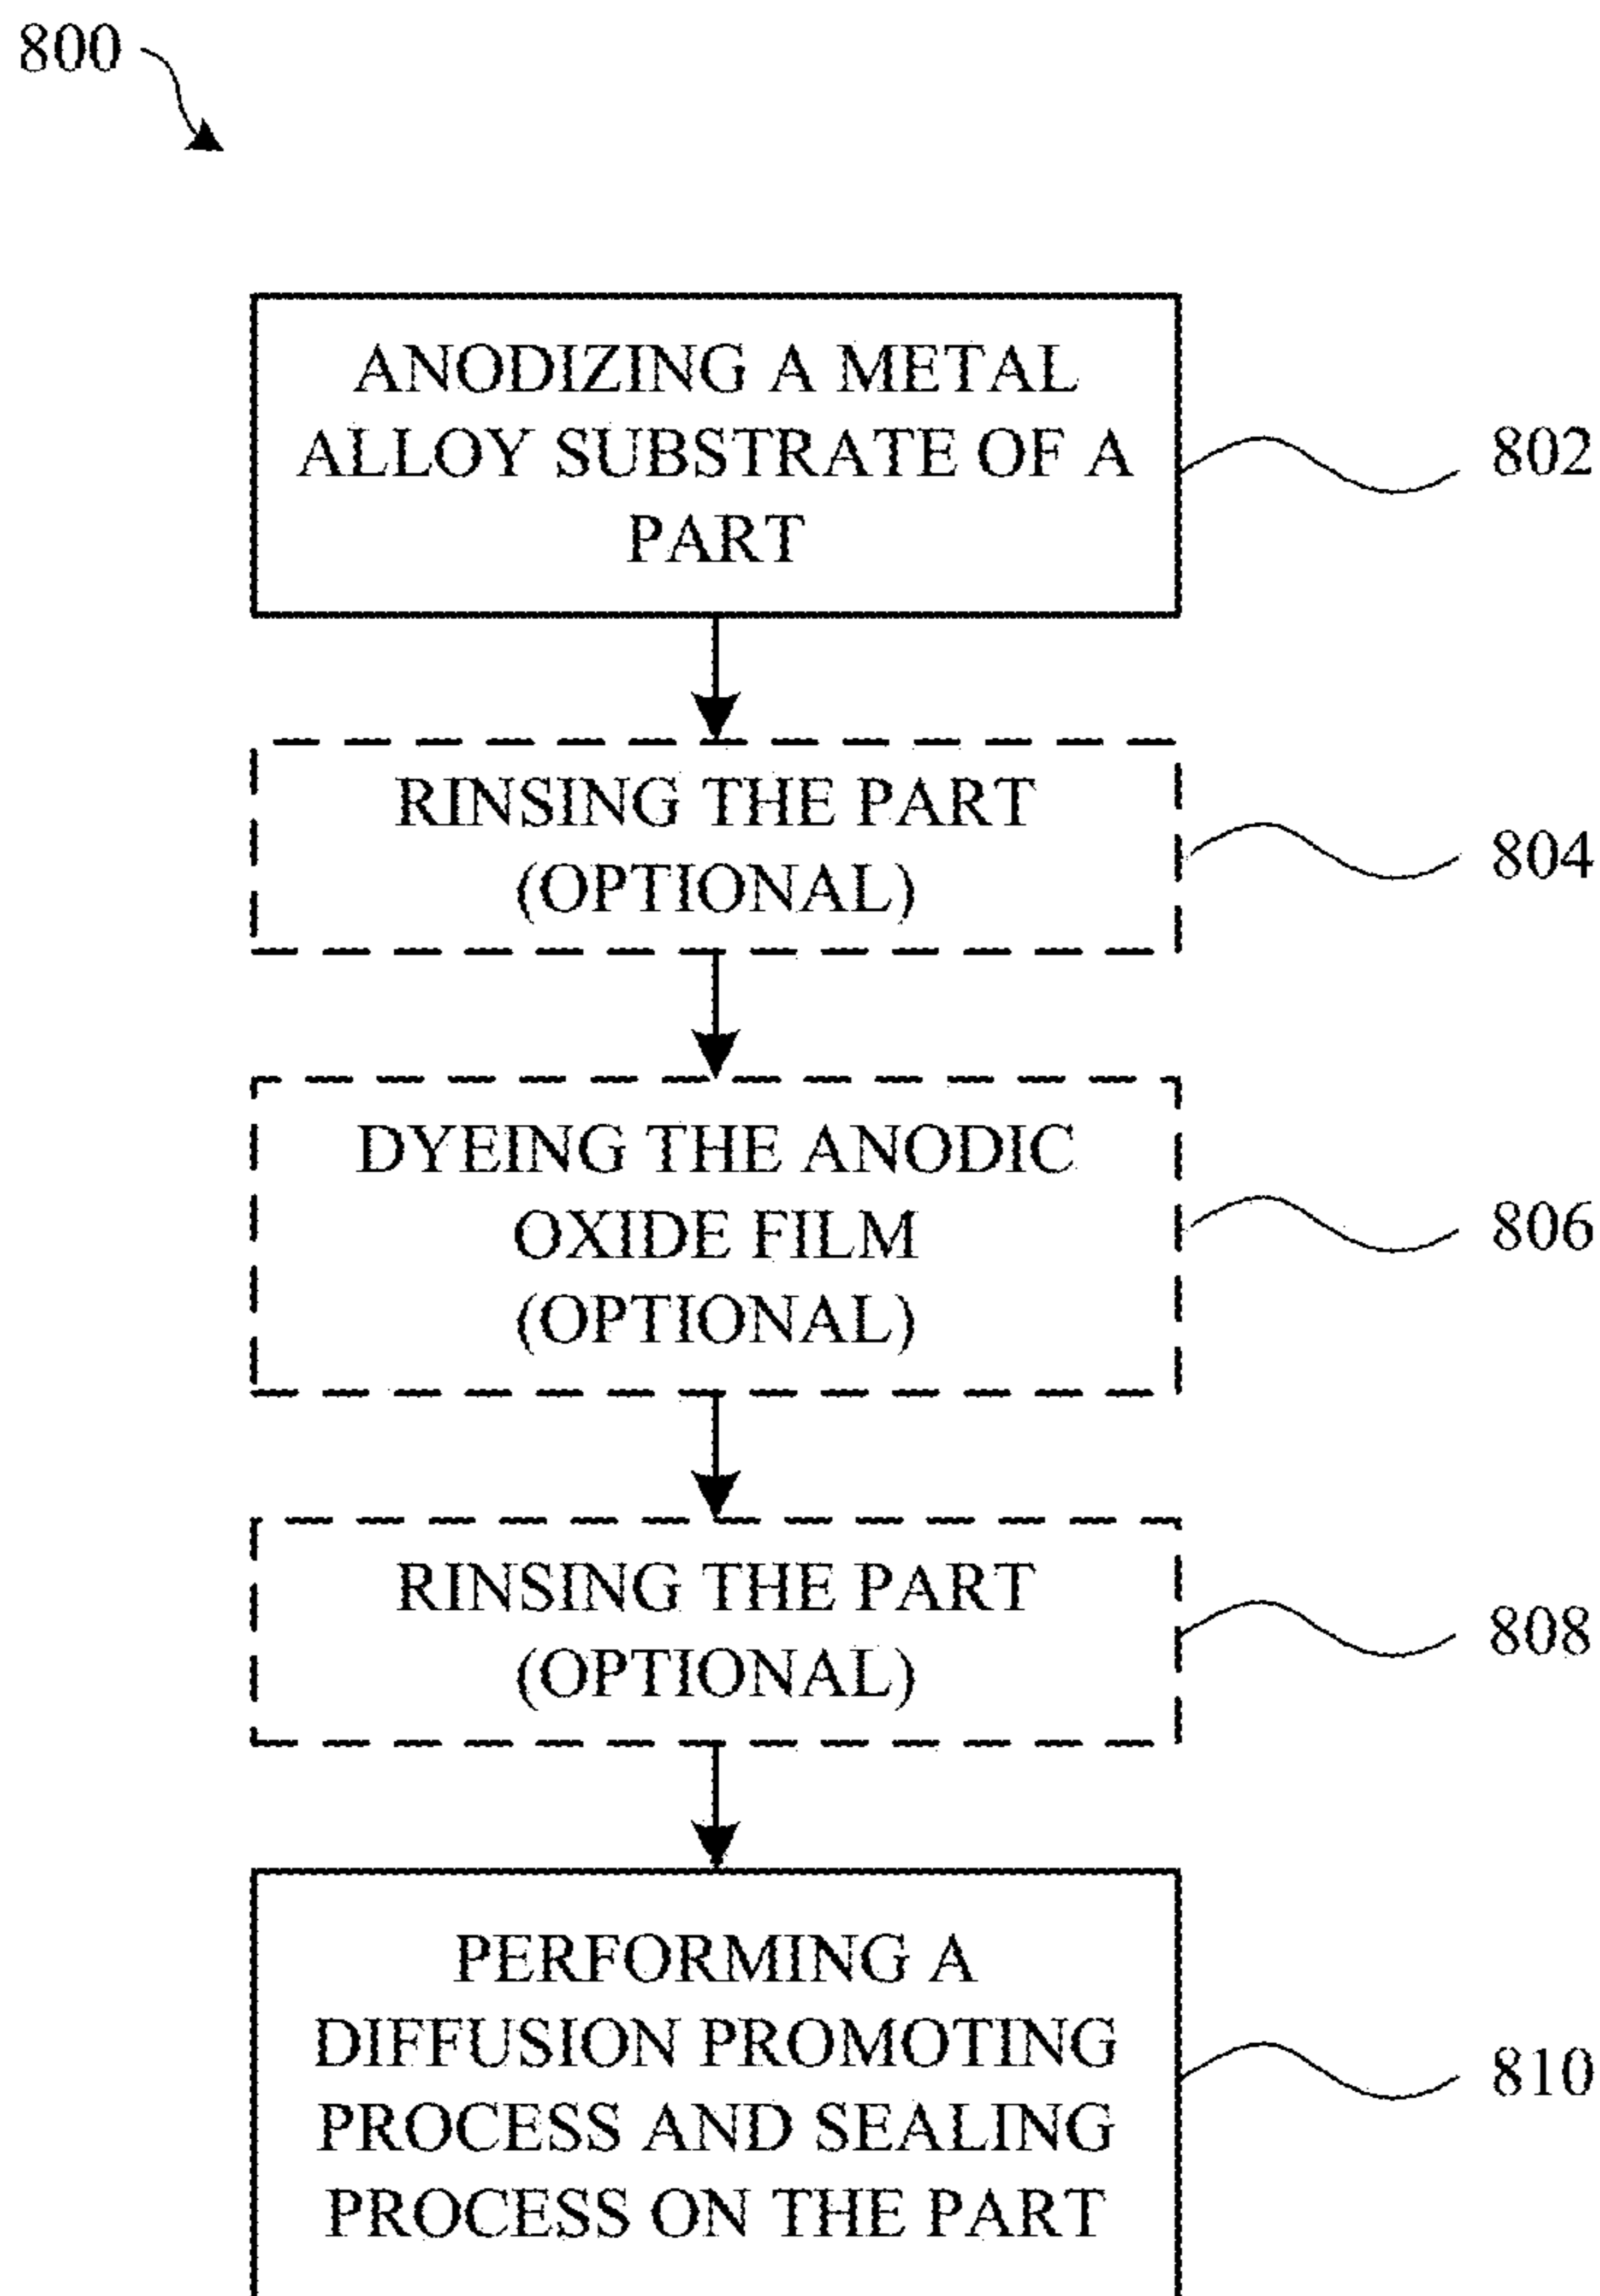 800
ANODIZING A METAL
ALLOY SUBSTRATE OF A
PART
802
RINSING THE PART
(OPTIONAL)
804
DYEING THE ANODIC
OXIDE FILM
(OPTIONAL)
806
RINSING THE PART
(OPTIONAL)
808
PERFORMING A
DIFFUSION PROMOTING
PROCESS AND SEALING
PROCESS ON THE PART
810